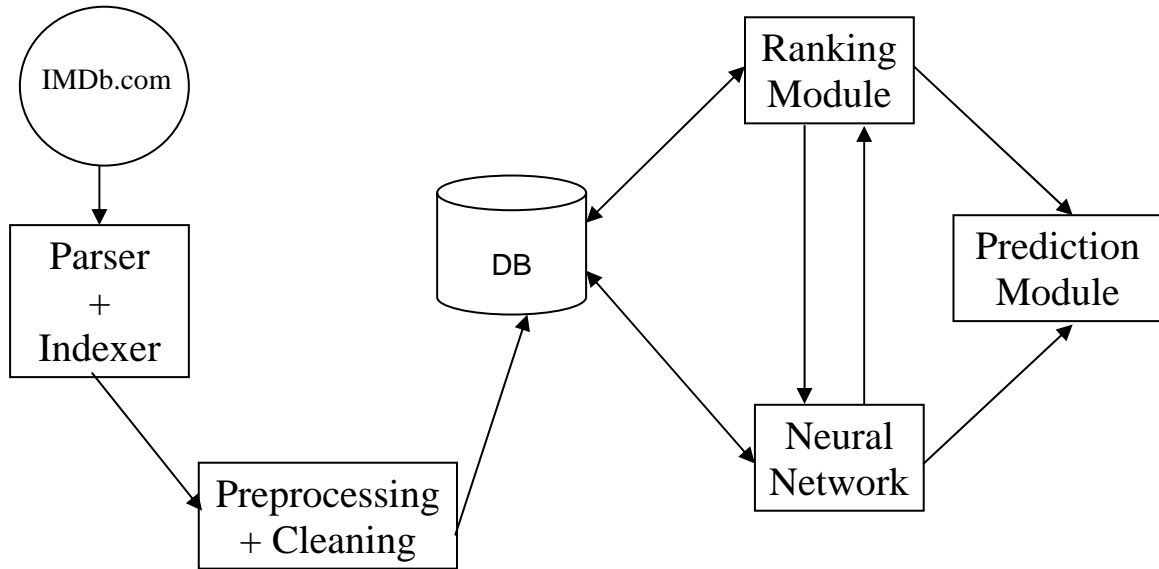 IMDb.com
Parser
+
Indexer
Preprocessing
+ Cleaning
DB
Ranking
Module
Neural
Network
Prediction
Module